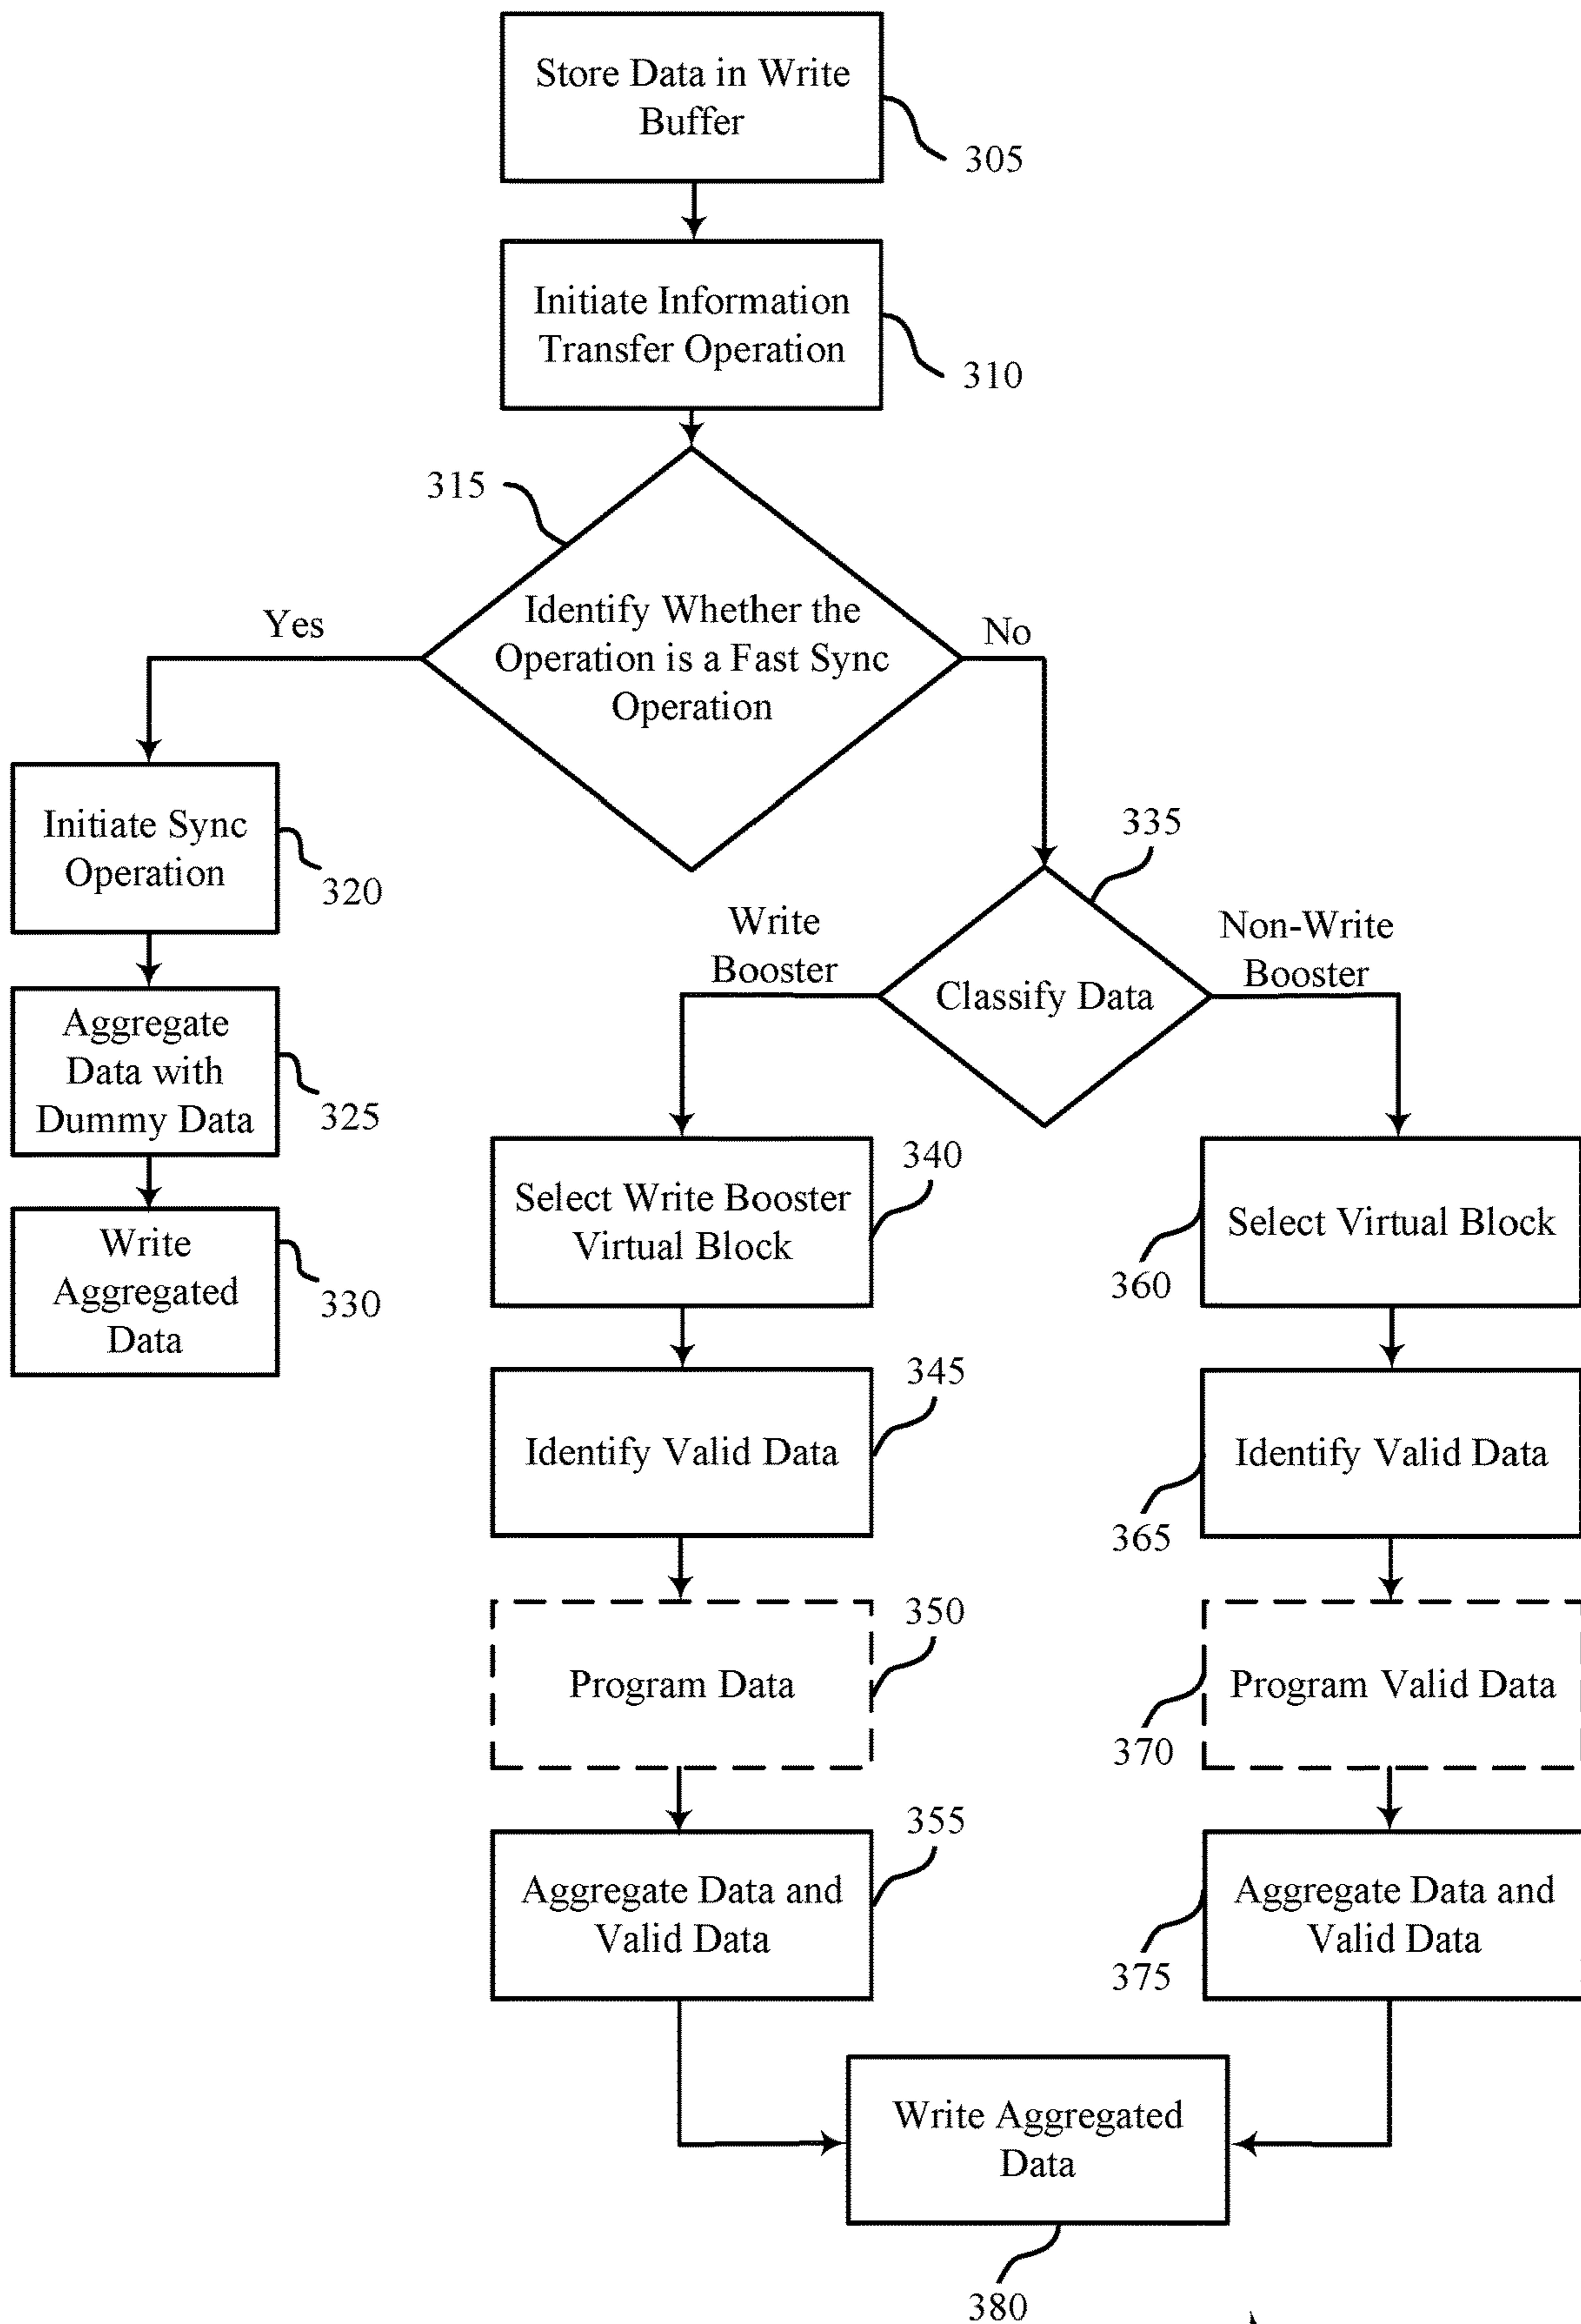 Store Data in Write
Buffer
305
Initiate Information
Transfer Operation
310
315
Identify Whether the
Operation is a Fast Sync
Operation
Yes
No
Initiate Sync
Operation
320
335
Write
Booster
Non-Write
Booster
Classify Data
Aggregate
Data with
Dummy Data
325
Write
Aggregated
Data
330
Select Write Booster
Virtual Block
340
Select Virtual Block
360
Identify Valid Data
345
Identify Valid Data
365
Program Data
350
Program Valid Data
370
Aggregate Data and
Valid Data
355
Aggregate Data and
Valid Data
375
Write Aggregated
Data
380